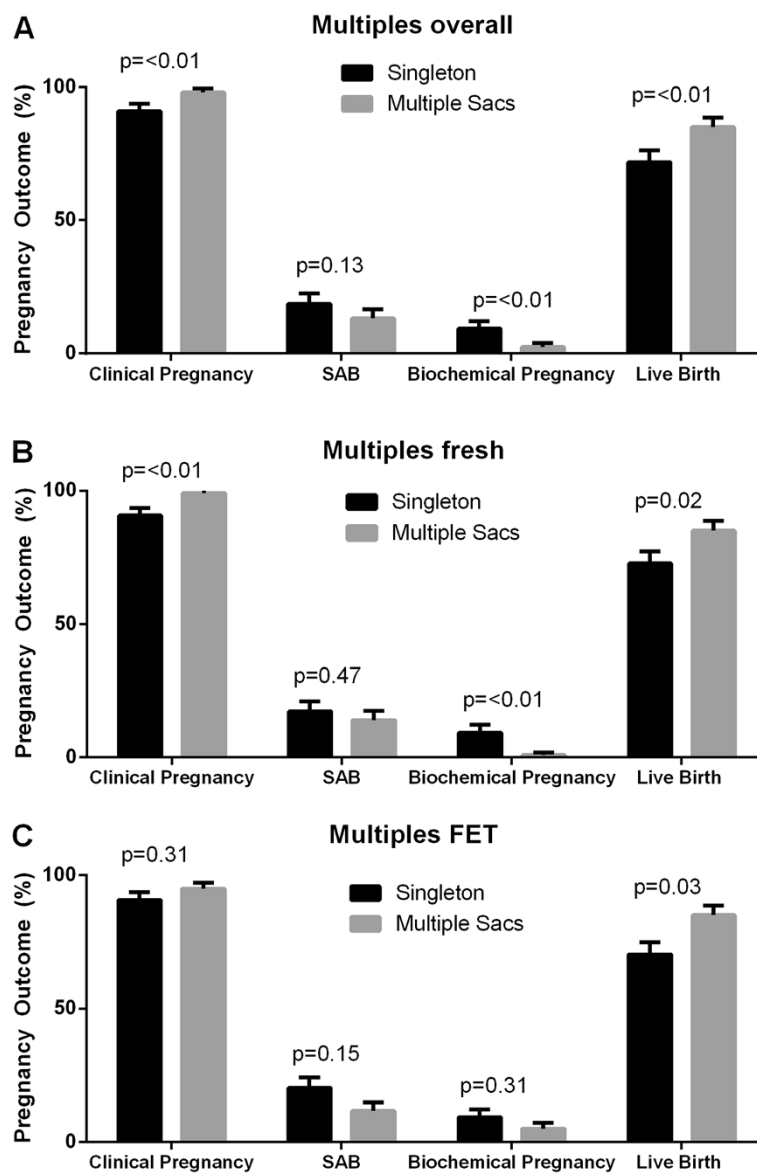 A
Multiples overall
p=<0.01
Singleton
Multiple Sacs
p=<0.01
p=0.13
p=<0.01
100
50
0
Pregnancy Outcome (%)
Clinical Pregnancy SAB Biochemical Pregnancy Live Birth
B
Multiples fresh
p=<0.01
Singleton
Multiple Sacs
p=0.02
p=0.47
p=<0.01
100
50
0
Pregnancy Outcome (%)
Clinical Pregnancy SAB Biochemical Pregnancy Live Birth
C
Multiples FET
p=0.31
Singleton
Multiple Sacs
p=0.03
p=0.15
p=0.31
100
50
0
Pregnancy Outcome (%)
Clinical Pregnancy SAB Biochemical Pregnancy Live Birth